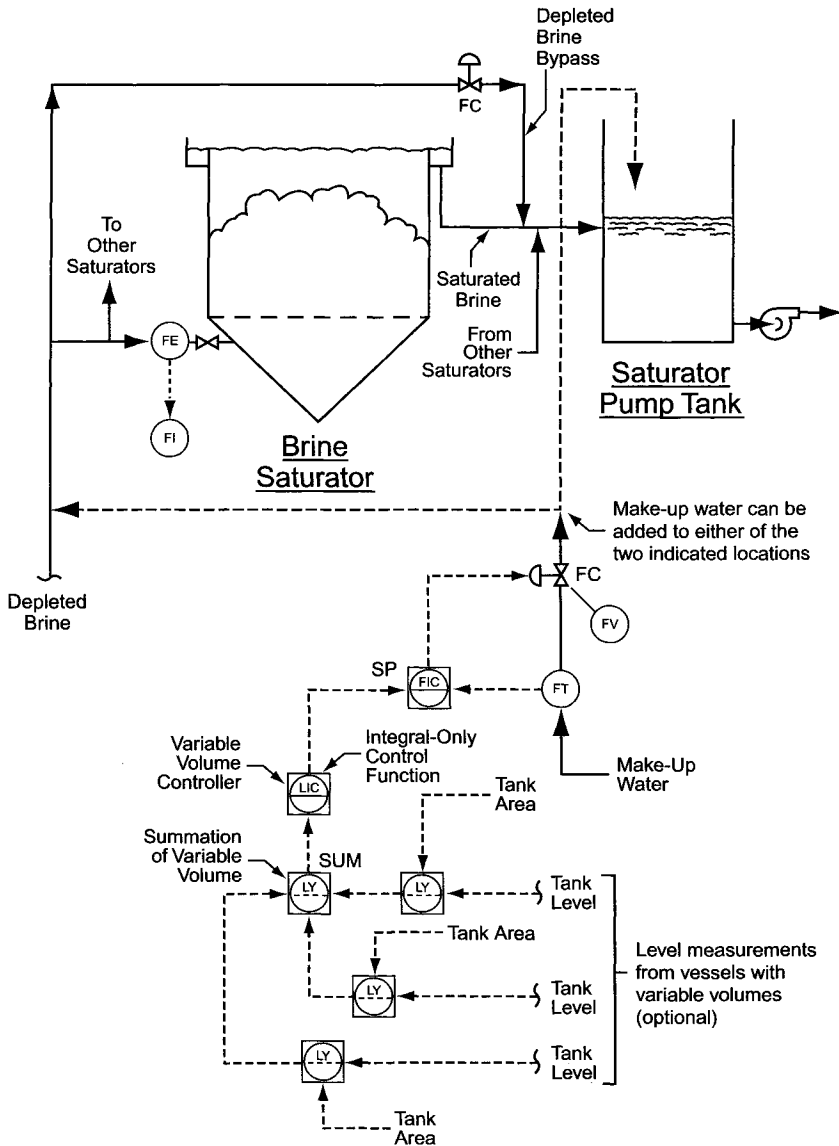 Depleted
Brine
Bypass
FC
To
Other
Saturators
Saturated
Brine
FE
From
Other
Saturators
FI
Saturator
Pump Tank
Brine
Saturator
Make-up water can be
added to either of the
two indicated locations
FC
Depleted
Brine
FV
SP
FIC
FT
Variable
Volume
Controller
Integral-Only
Control
Function
LIC
Make-Up
Water
Tank
Area
Summation
of Variable
Volume
SUM
LY
LY
Tank
Level
Tank Area
LY
Tank
Level
Level measurements
from vessels with
variable volumes
(optional)
LY
Tank
Level
Tank
Area